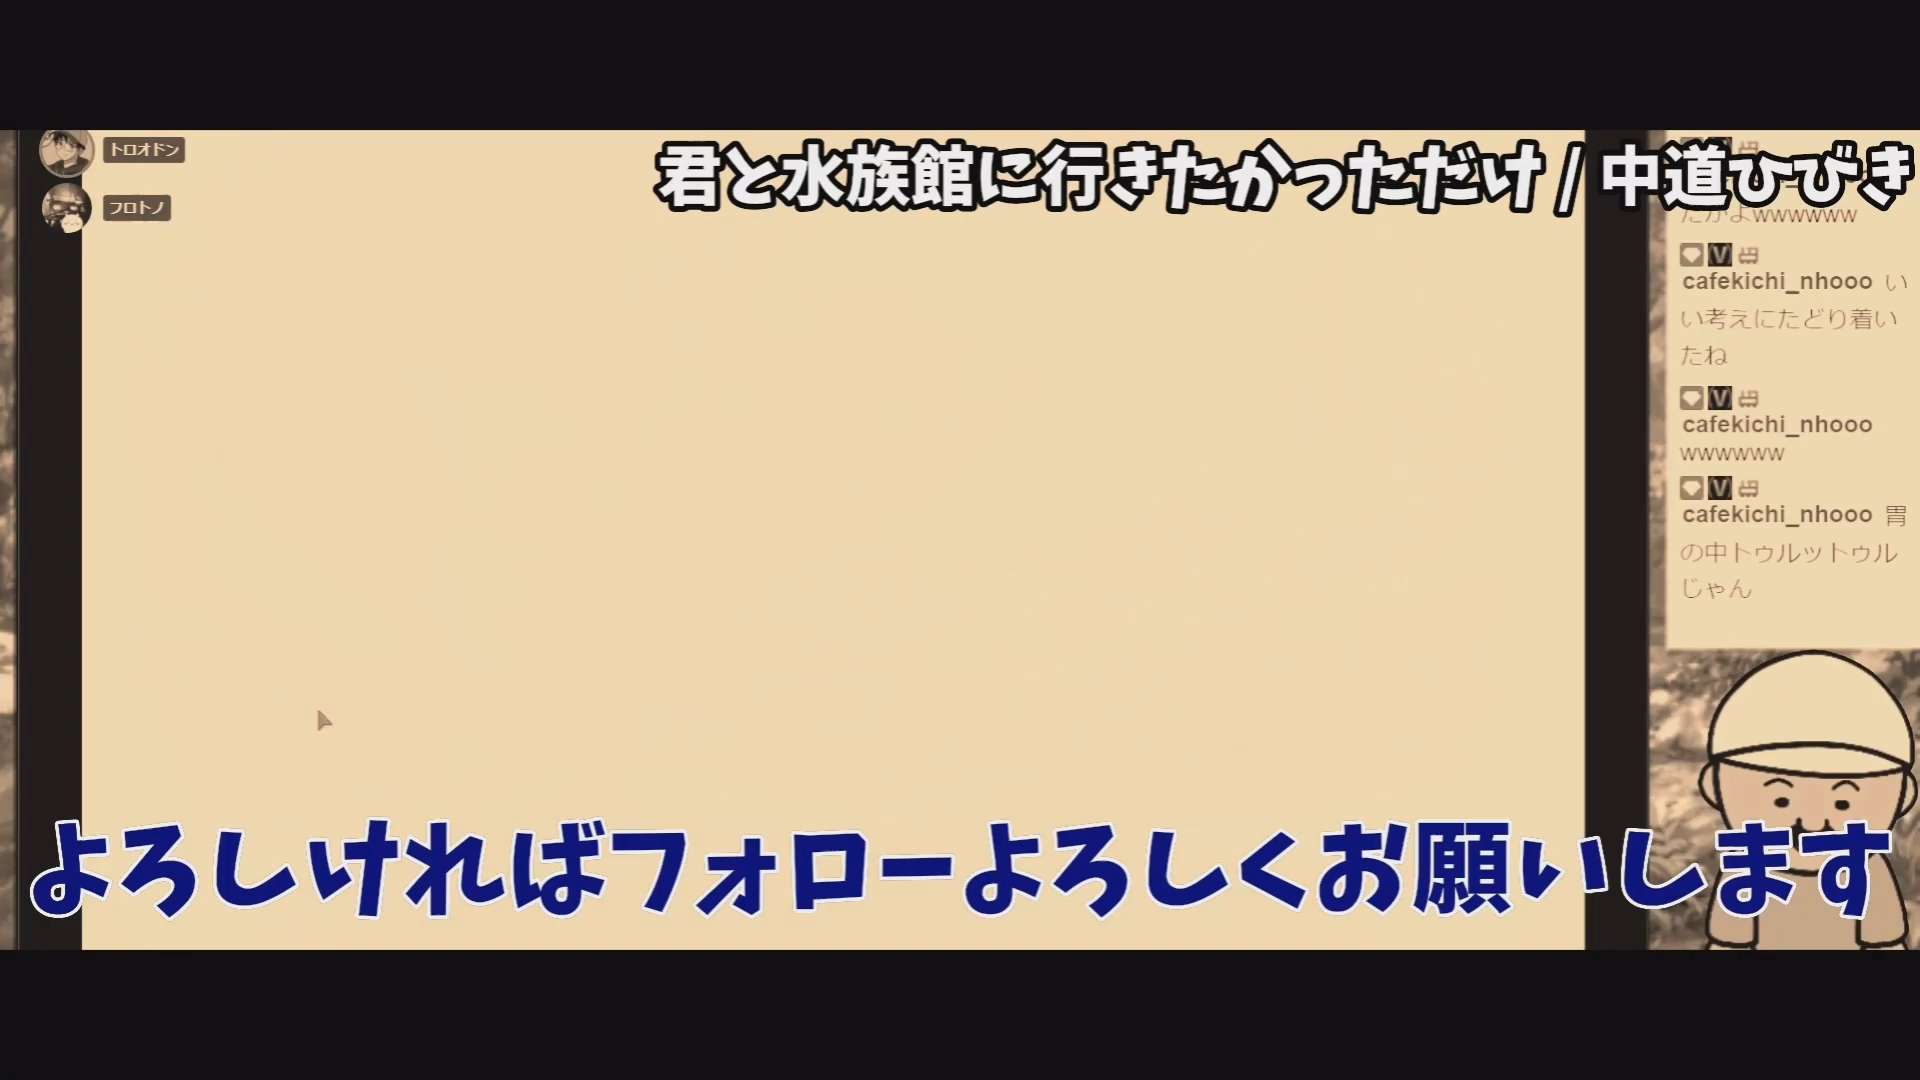 トロオドン
フロトノ
君と水族館に行きたかっただけ / 中道ひびき
たがよwwwwww
cafekichi_nhooo い
い考えにたどり着い
たね
cafekichi_nhooo
wwwwww
cafekichi_nhooo 胃
の中トゥルットゥル
じゃん
よろしければフォローよろしくお願いします